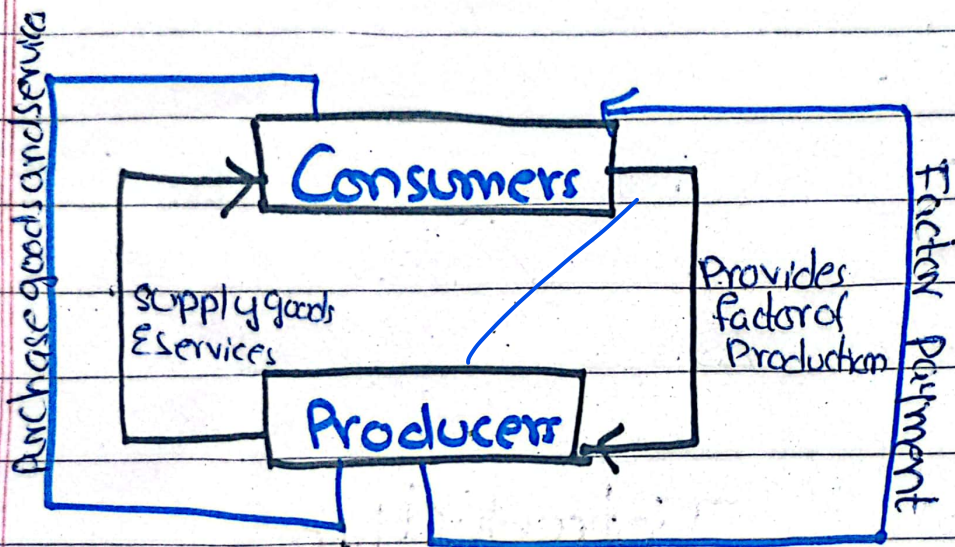 Purchase goods and service
Consumers
Supply goods
& Services
Provides
factor of
Production
Factor Payment
Producers